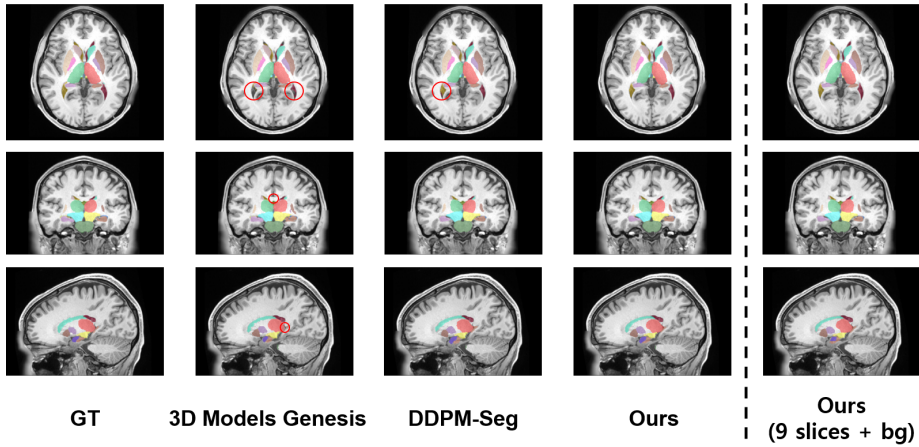 GT
3D Models Genesis
DDPM-Seg
Ours
Ours
(9 slices + bg)